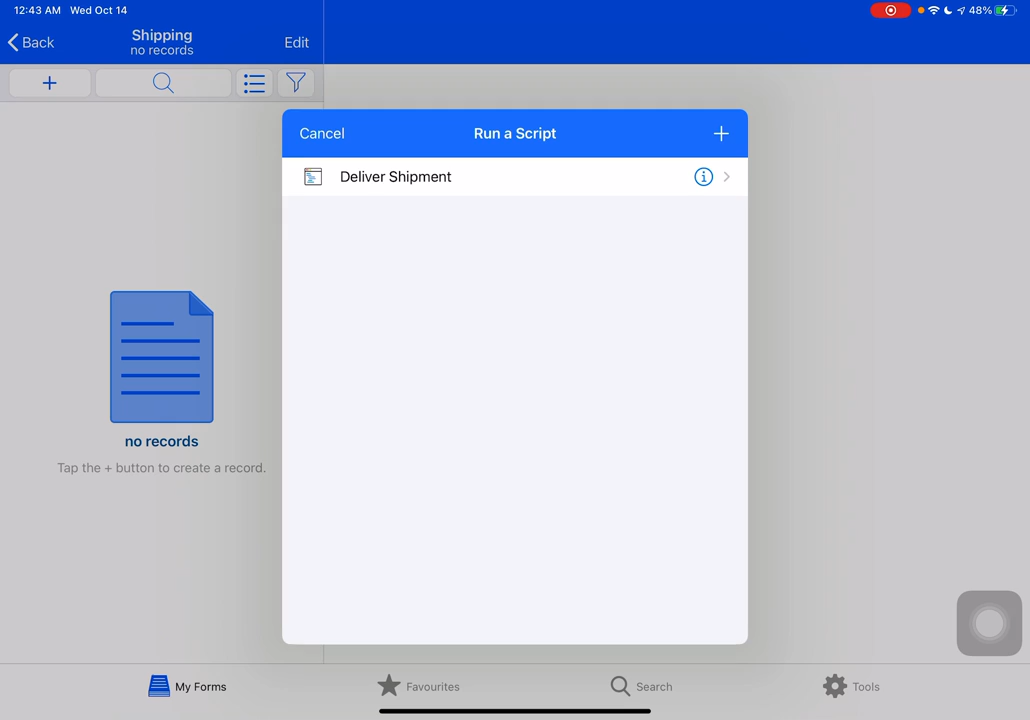 12:43 AM Wed Oct 14
48%
Back
Shipping
no records
Edit
Cancel
Run a Script
Deliver Shipment
no records
Tap the + button to create a record.
My Forms
Favourites
Search
Tools